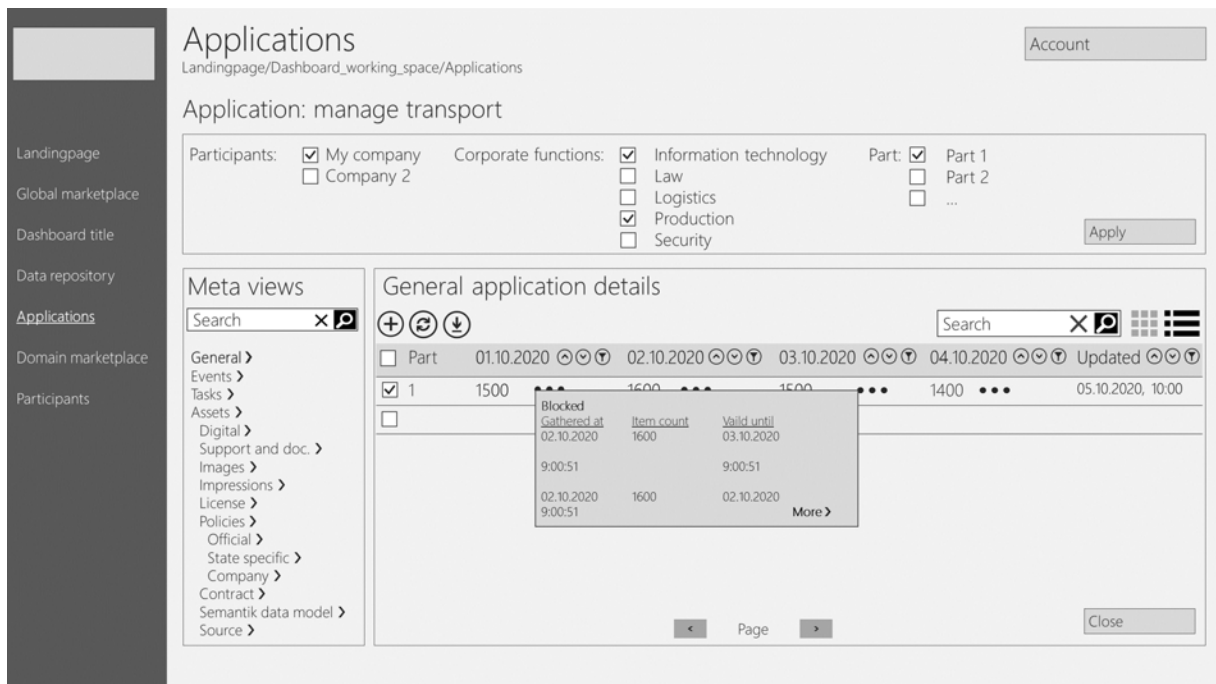 Applications
Landingpage/Dashboard_working_space/Applications
Account
Application: manage transport
Landingpage
Global marketplace
Dashboard title
Data repository
Applications
Domain marketplace
Participants
Participants: My company Corporate functions: Information technology Part: Part 1
Company 2 Law Part 2
Logistics ...
Production
Security
Apply
Meta views
Search
General
Events
Tasks
Assets
Digital
Support and doc.
Images
Impressions
License
Policies
Official
State specific
Company
Contract
Semantik data model
Source
General application details
Search
Part 01.10.2020 02.10.2020 03.10.2020 04.10.2020 Updated
1 1500 1600 1500 1400 05.10.2020, 10:00
Blocked
Gathered at Item count Vaild until
02.10.2020 1600 03.10.2020
9:00:51 9:00:51
02.10.2020 1600 02.10.2020
9:00:51 More
Page
Close